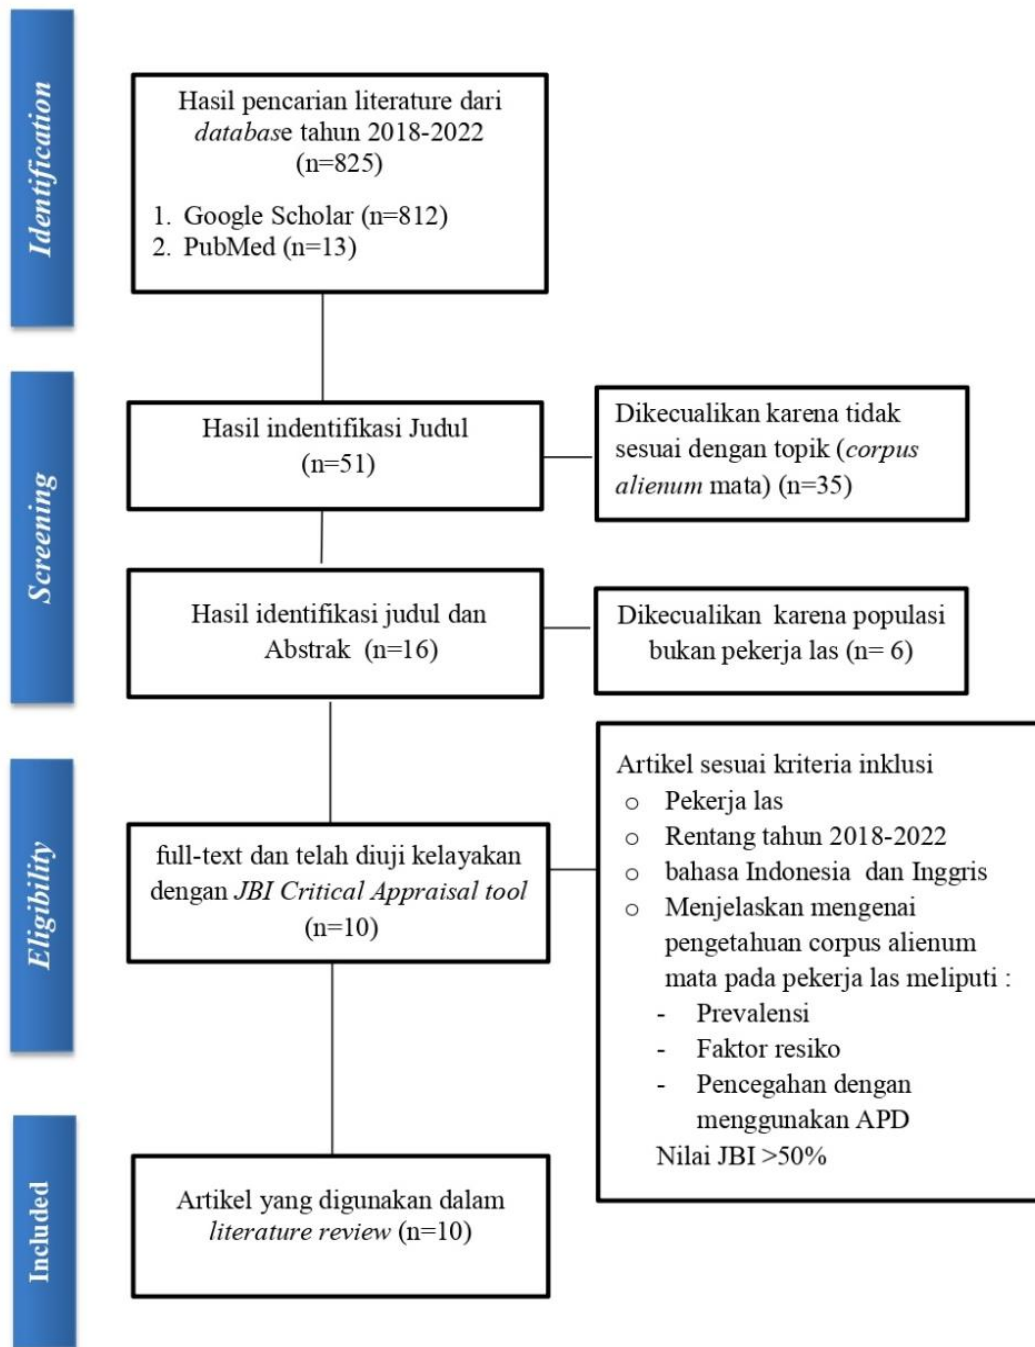 Identification
Hasil pencarian literature dari
database tahun 2018-2022
(n=825)
1. Google Scholar (n=812)
2. PubMed (n=13)
Screening
Hasil indentifikasi Judul
(n=51)
Dikecualikan karena tidak
sesuai dengan topik (corpus
alienum mata) (n=35)
Hasil identifikasi judul dan
Abstrak (n=16)
Dikecualikan karena populasi
bukan pekerja las (n= 6)
Eligibility
full-text dan telah diuji kelayakan
dengan JBI Critical Appraisal tool
(n=10)
Artikel sesuai kriteria inklusi
o Pekerja las
o Rentang tahun 2018-2022
o bahasa Indonesia dan Inggris
o Menjelaskan mengenai
pengetahuan corpus alienum
mata pada pekerja las meliputi :
- Prevalensi
- Faktor resiko
- Pencegahan dengan
menggunakan APD
Nilai JBI >50%
Included
Artikel yang digunakan dalam
literature review (n=10)